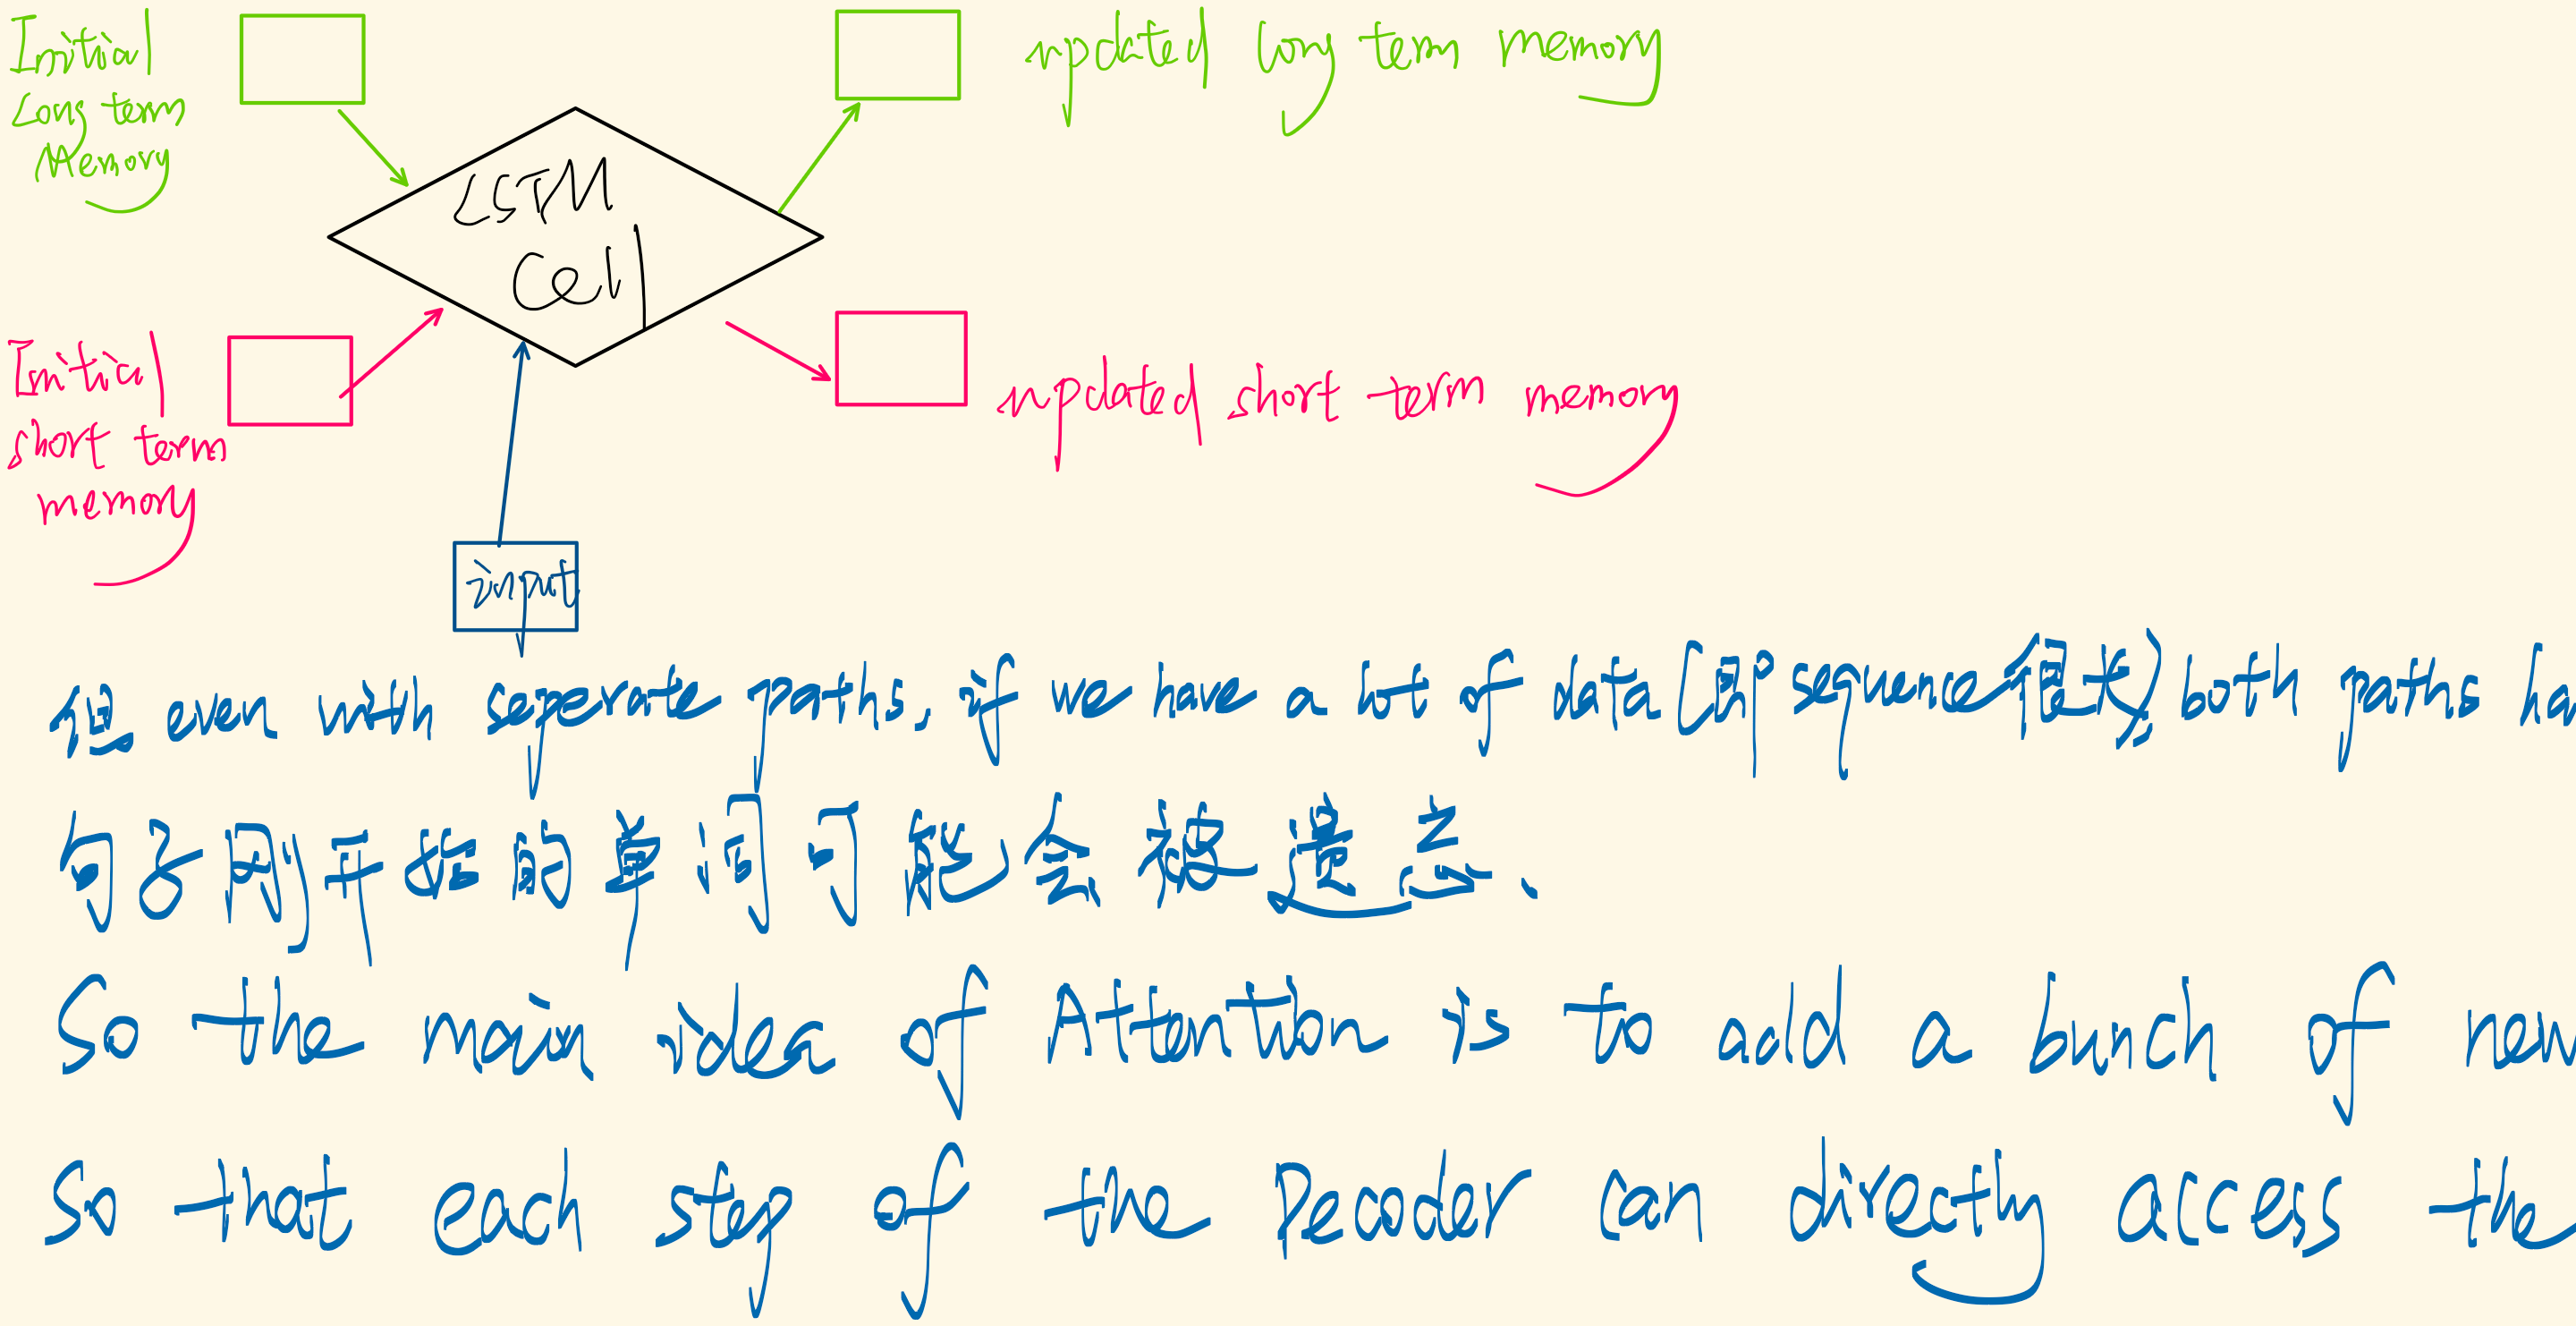 Initial
Long term
Memory
updated long term memory
LSTM
Cell
Initial
short term
memory
updated short term memory
input
但 even with seperate paths, if we have a lot of data (即 sequence 很长) both paths ha
句子刚开始的单词可能会被遗忘、
So the main idea of Attention is to add a bunch of new
So that each step of the Decoder can directly access the